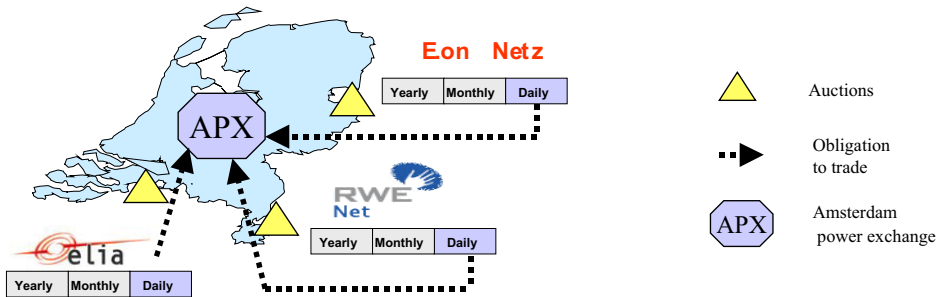 Eon Netz
Yearly Monthly Daily
APX
Auctions
Obligation
to trade
RWE
Net
Yearly Monthly Daily
APX
Amsterdam
power exchange
elia
Yearly Monthly Daily